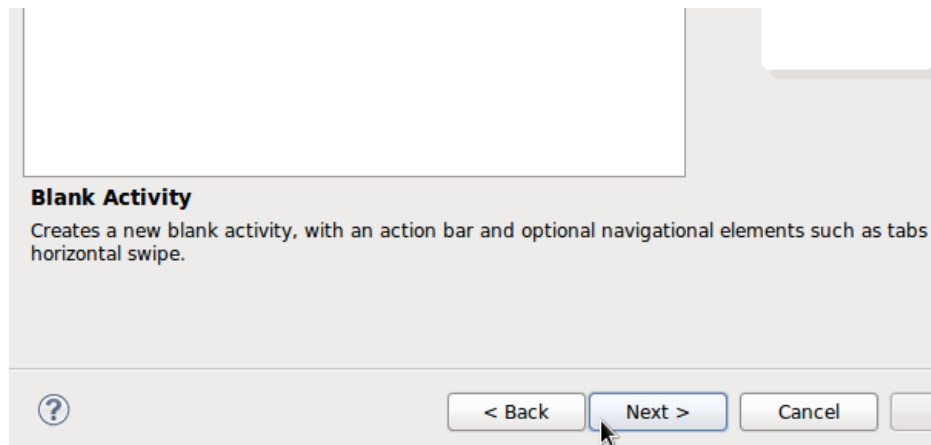 Blank Activity
Creates a new blank activity, with an action bar and optional navigational elements such as tabs
horizontal swipe.
? < Back Next > Cancel